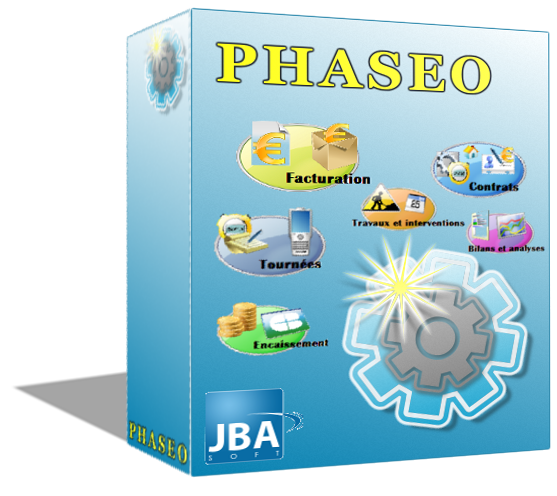 PHASEO
Facturation
Contrats
Travaux et interventions
Bilans et analyses
Tournées
Encaissement
JBA
SOFT
PHASEO